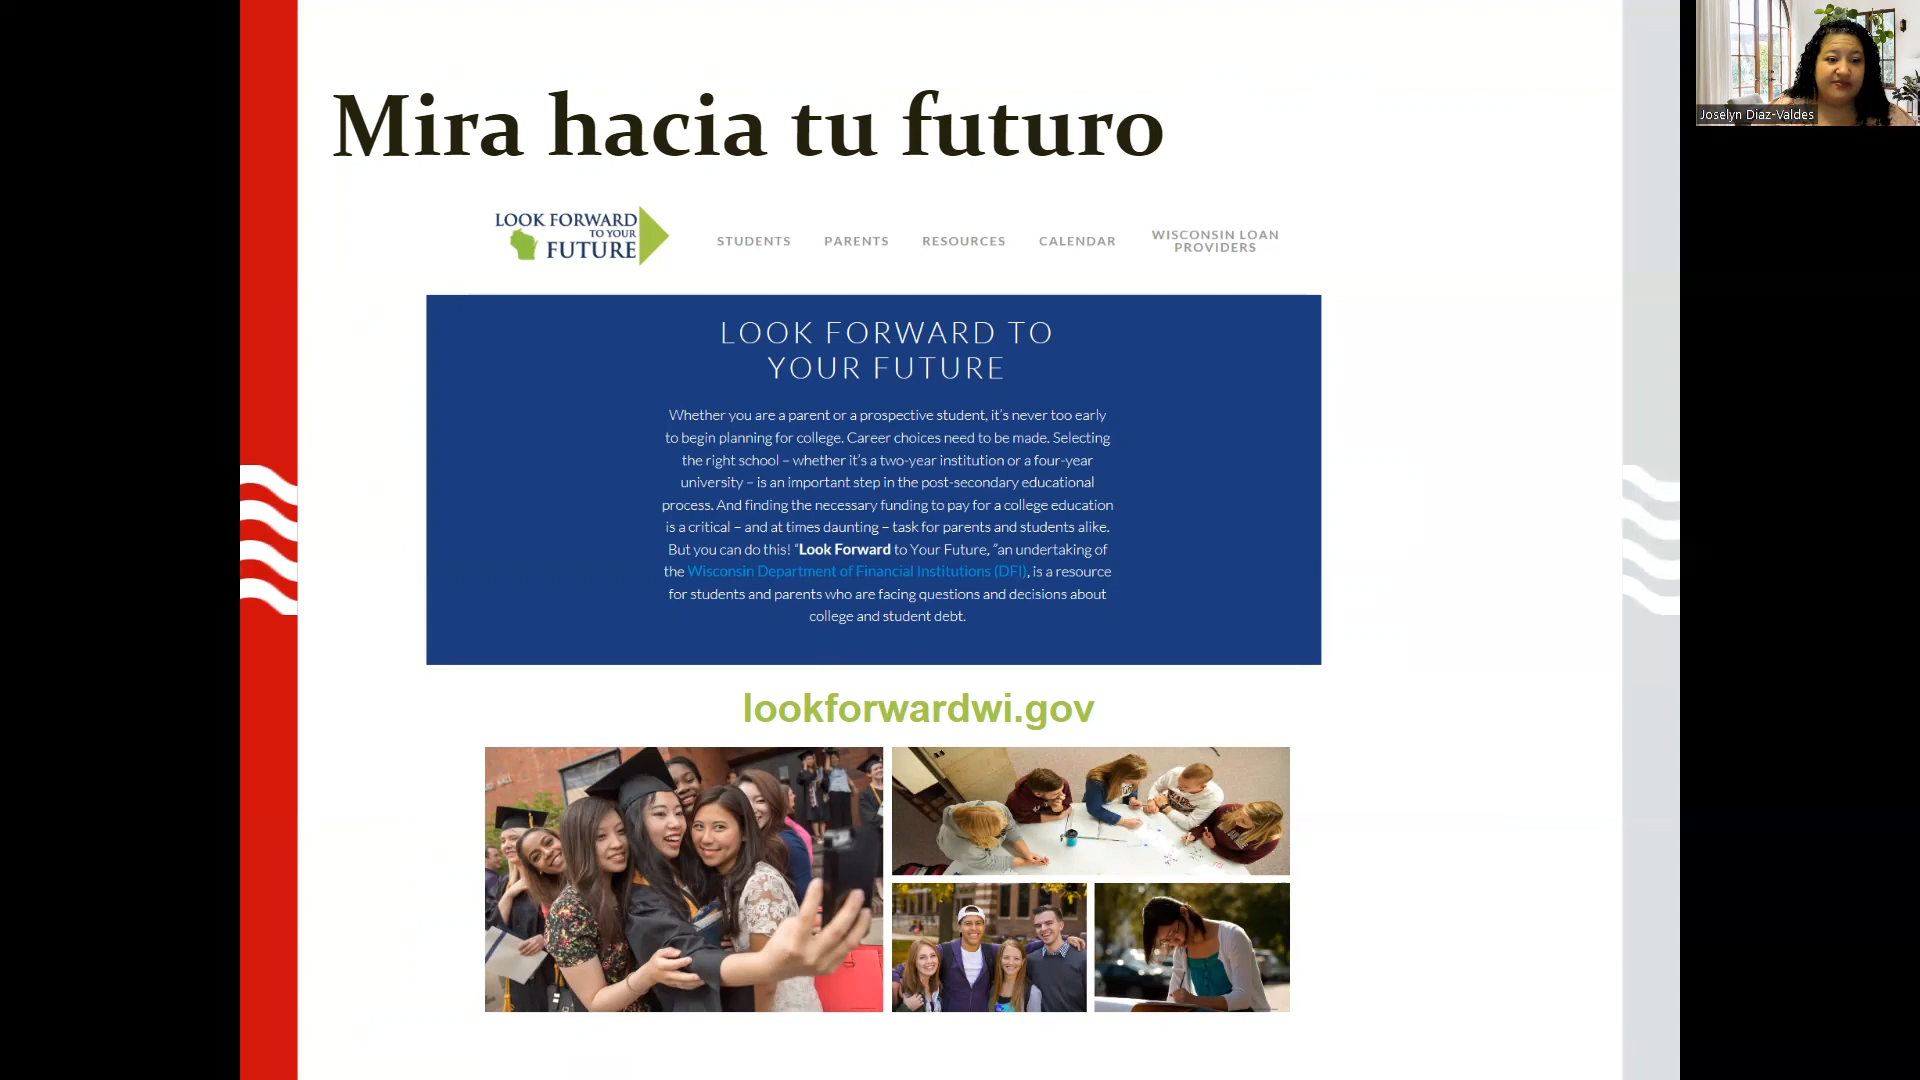 Mira hacia tu futuro
LOOK FORWARD
TO YOUR
FUTURE
STUDENTS
PARENTS
RESOURCES
CALENDAR
WISCONSIN LOAN
PROVIDERS
LOOK FORWARD TO
YOUR FUTURE
Whether you are a parent or a prospective student, it's never too early
to begin planning for college. Career choices need to be made. Selecting
the right school – whether it's a two-year institution or a four-year
university – is an important step in the post-secondary educational
process. And finding the necessary funding to pay for a college education
is a critical – and at times daunting – task for parents and students alike.
But you can do this! "Look Forward to Your Future, "an undertaking of
the Wisconsin Department of Financial Institutions (DFI), is a resource
for students and parents who are facing questions and decisions about
college and student debt.
lookforwardwi.gov
Joselyn Diaz-Valdes